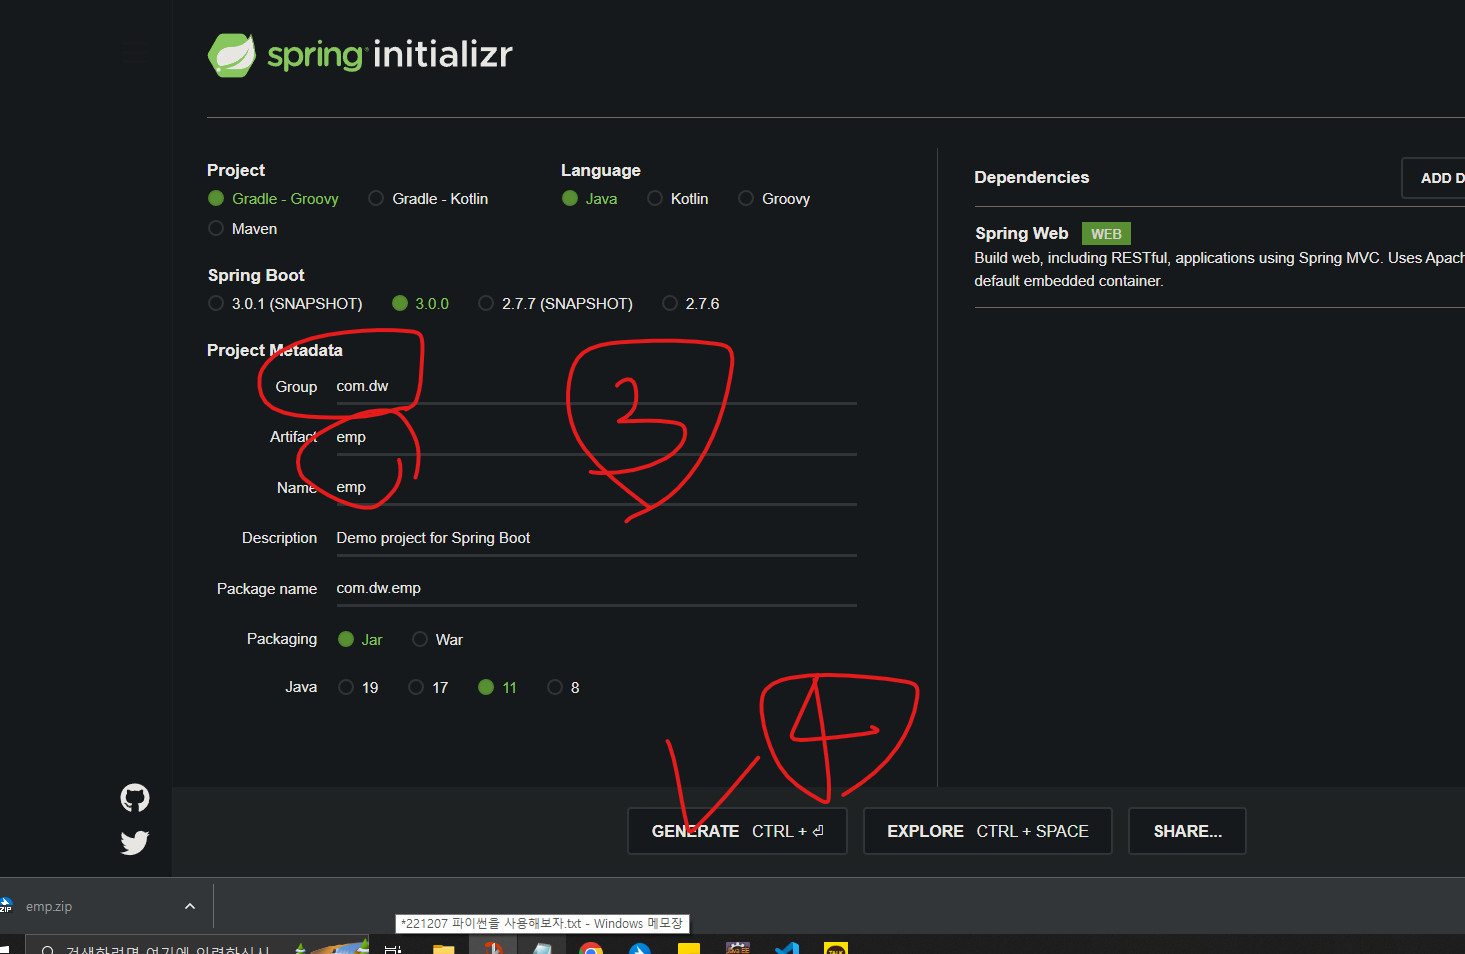 spring initializr
Project
Language
Gradle - Groovy
Gradle - Kotlin
Java
Kotlin
Groovy
Maven
Spring Boot
3.0.1 (SNAPSHOT)
3.0.0
2.7.7 (SNAPSHOT)
2.7.6
Project Metadata
Group com.dw
Artifact emp
Name emp
Description Demo project for Spring Boot
Package name com.dw.emp
Packaging Jar War
Java 19 17 11 8
3
4
Dependencies
ADD D
Spring Web WEB
Build web, including RESTful, applications using Spring MVC. Uses Apach
default embedded container.
GENERATE CTRL + ⏎
EXPLORE CTRL + SPACE
SHARE...
ZIP
emp.zip
*221207 파이썬을 사용해보자.txt - Windows 메모장
검색하려면 여기에 입력하십시
TALK